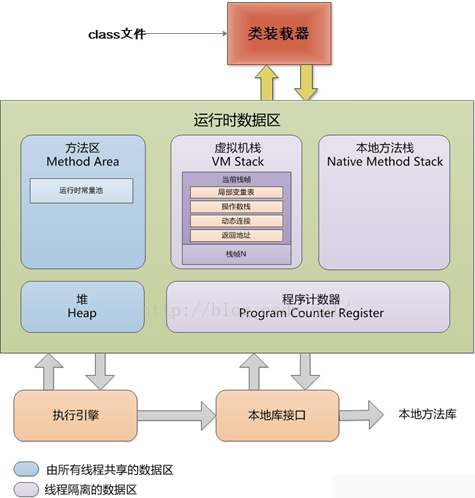 class文件
类装载器
运行时数据区
方法区
Method Area
运行时常量池
虚拟机栈
VM Stack
当前栈帧
局部变量表
操作数栈
动态连接
返回地址
栈帧N
本地方法栈
Native Method Stack
堆
Heap
程序计数器
Program Counter Register
执行引擎
本地库接口
本地方法库
由所有线程共享的数据区
线程隔离的数据区